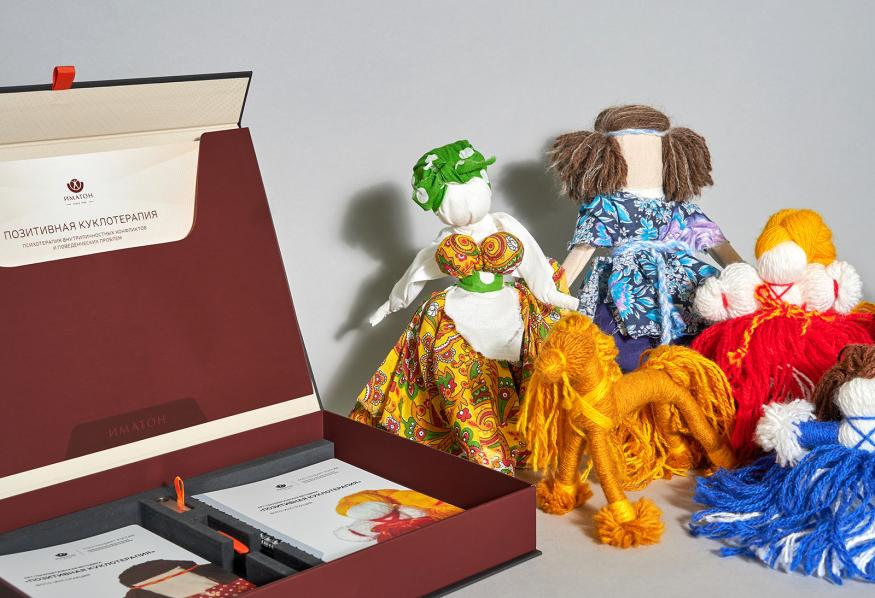 ИМАТОН
ПОЗИТИВНАЯ КУКЛОТЕРАПИЯ
ПСИХОТЕРАПИЯ ВНУТРИЛИЧНОСТНЫХ КОНФЛИКТОВ
И ПОВЕДЕНЧЕСКИХ ПРОБЛЕМ
ИМАТОН
«ПОЗИТИВНАЯ КУКЛОТЕРАПИЯ»
«ПОЗИТИВНАЯ КУКЛОТЕРАПИЯ»